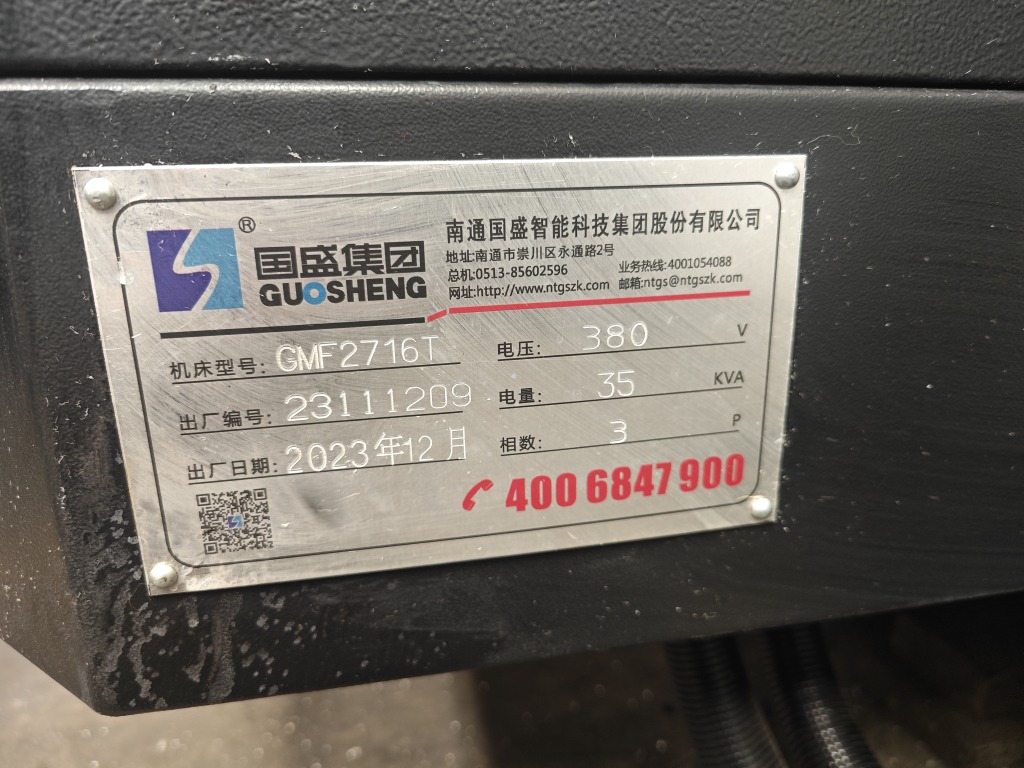 ®
国盛集团
GUOSHENG
南通国盛智能科技集团股份有限公司
地址:南通市崇川区永通路2号
总机:0513-85602596 业务热线:4001054088
网址:http://www.ntgszk.com 邮箱:ntgs@ntgszk.com
机床型号: GMF2716T 电压: 380 V
出厂编号: 23111209 电量: 35 KVA
出厂日期: 2023年12月 相数: 3 P
400 6847 900